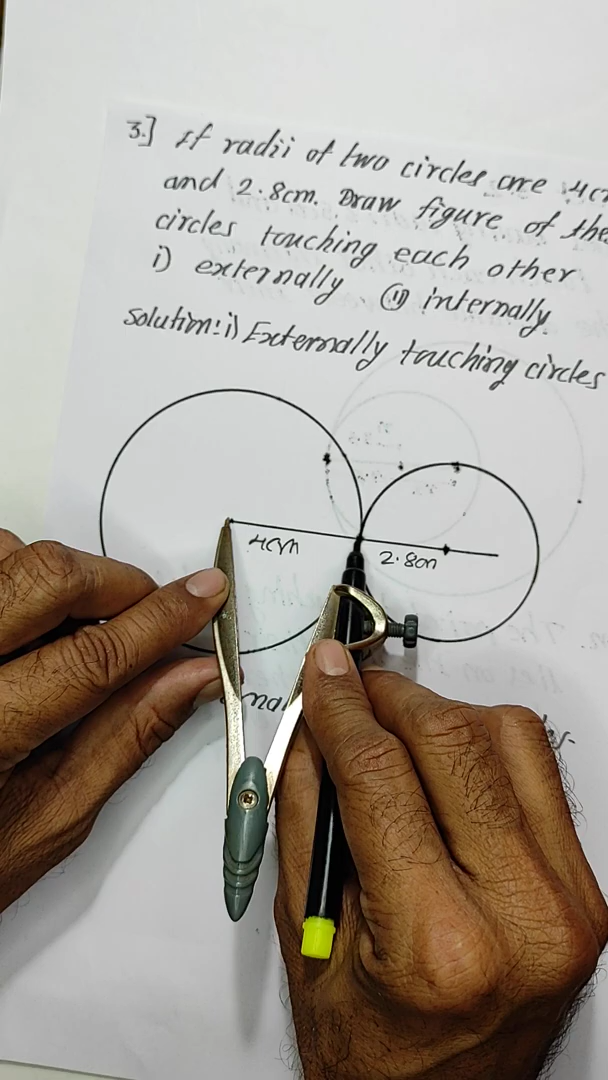 3.] If radii of two circles are 4cm
and 2.8cm. Draw figure of the
circles touching each other
i) externally ii) internally.
Solution: i) Externally touching circles
4cm
2.8cm